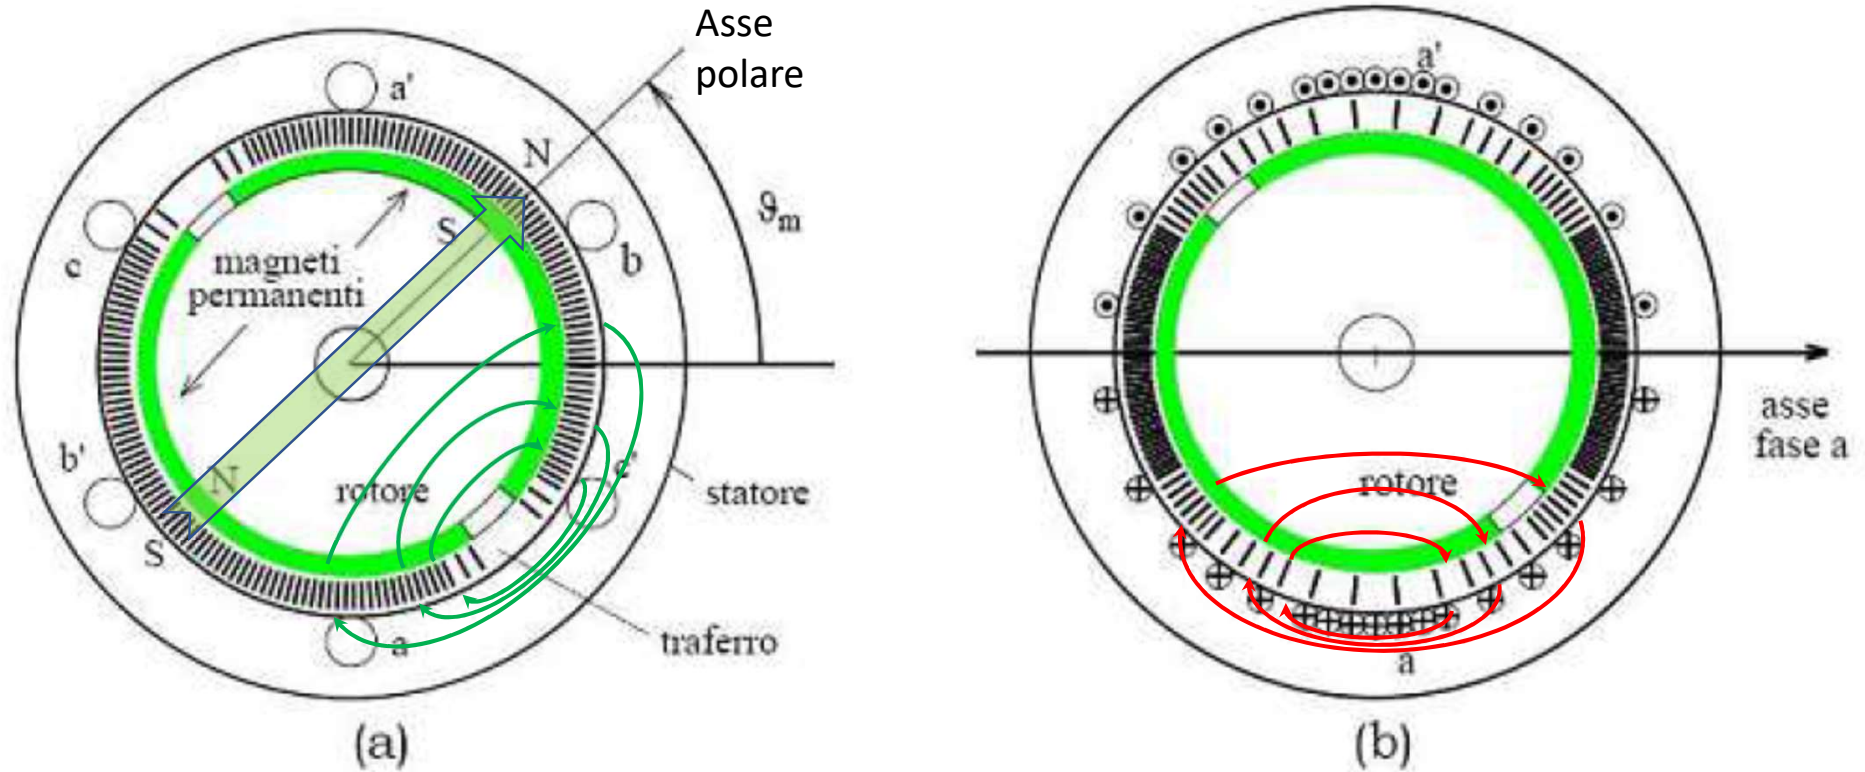 Asse
polare
a'
N
ϑm
S
c
b
magneti
permanenti
b'
N
rotore
c'
statore
S
a
traferro
(a)
a'
asse
fase a
rotore
a
(b)